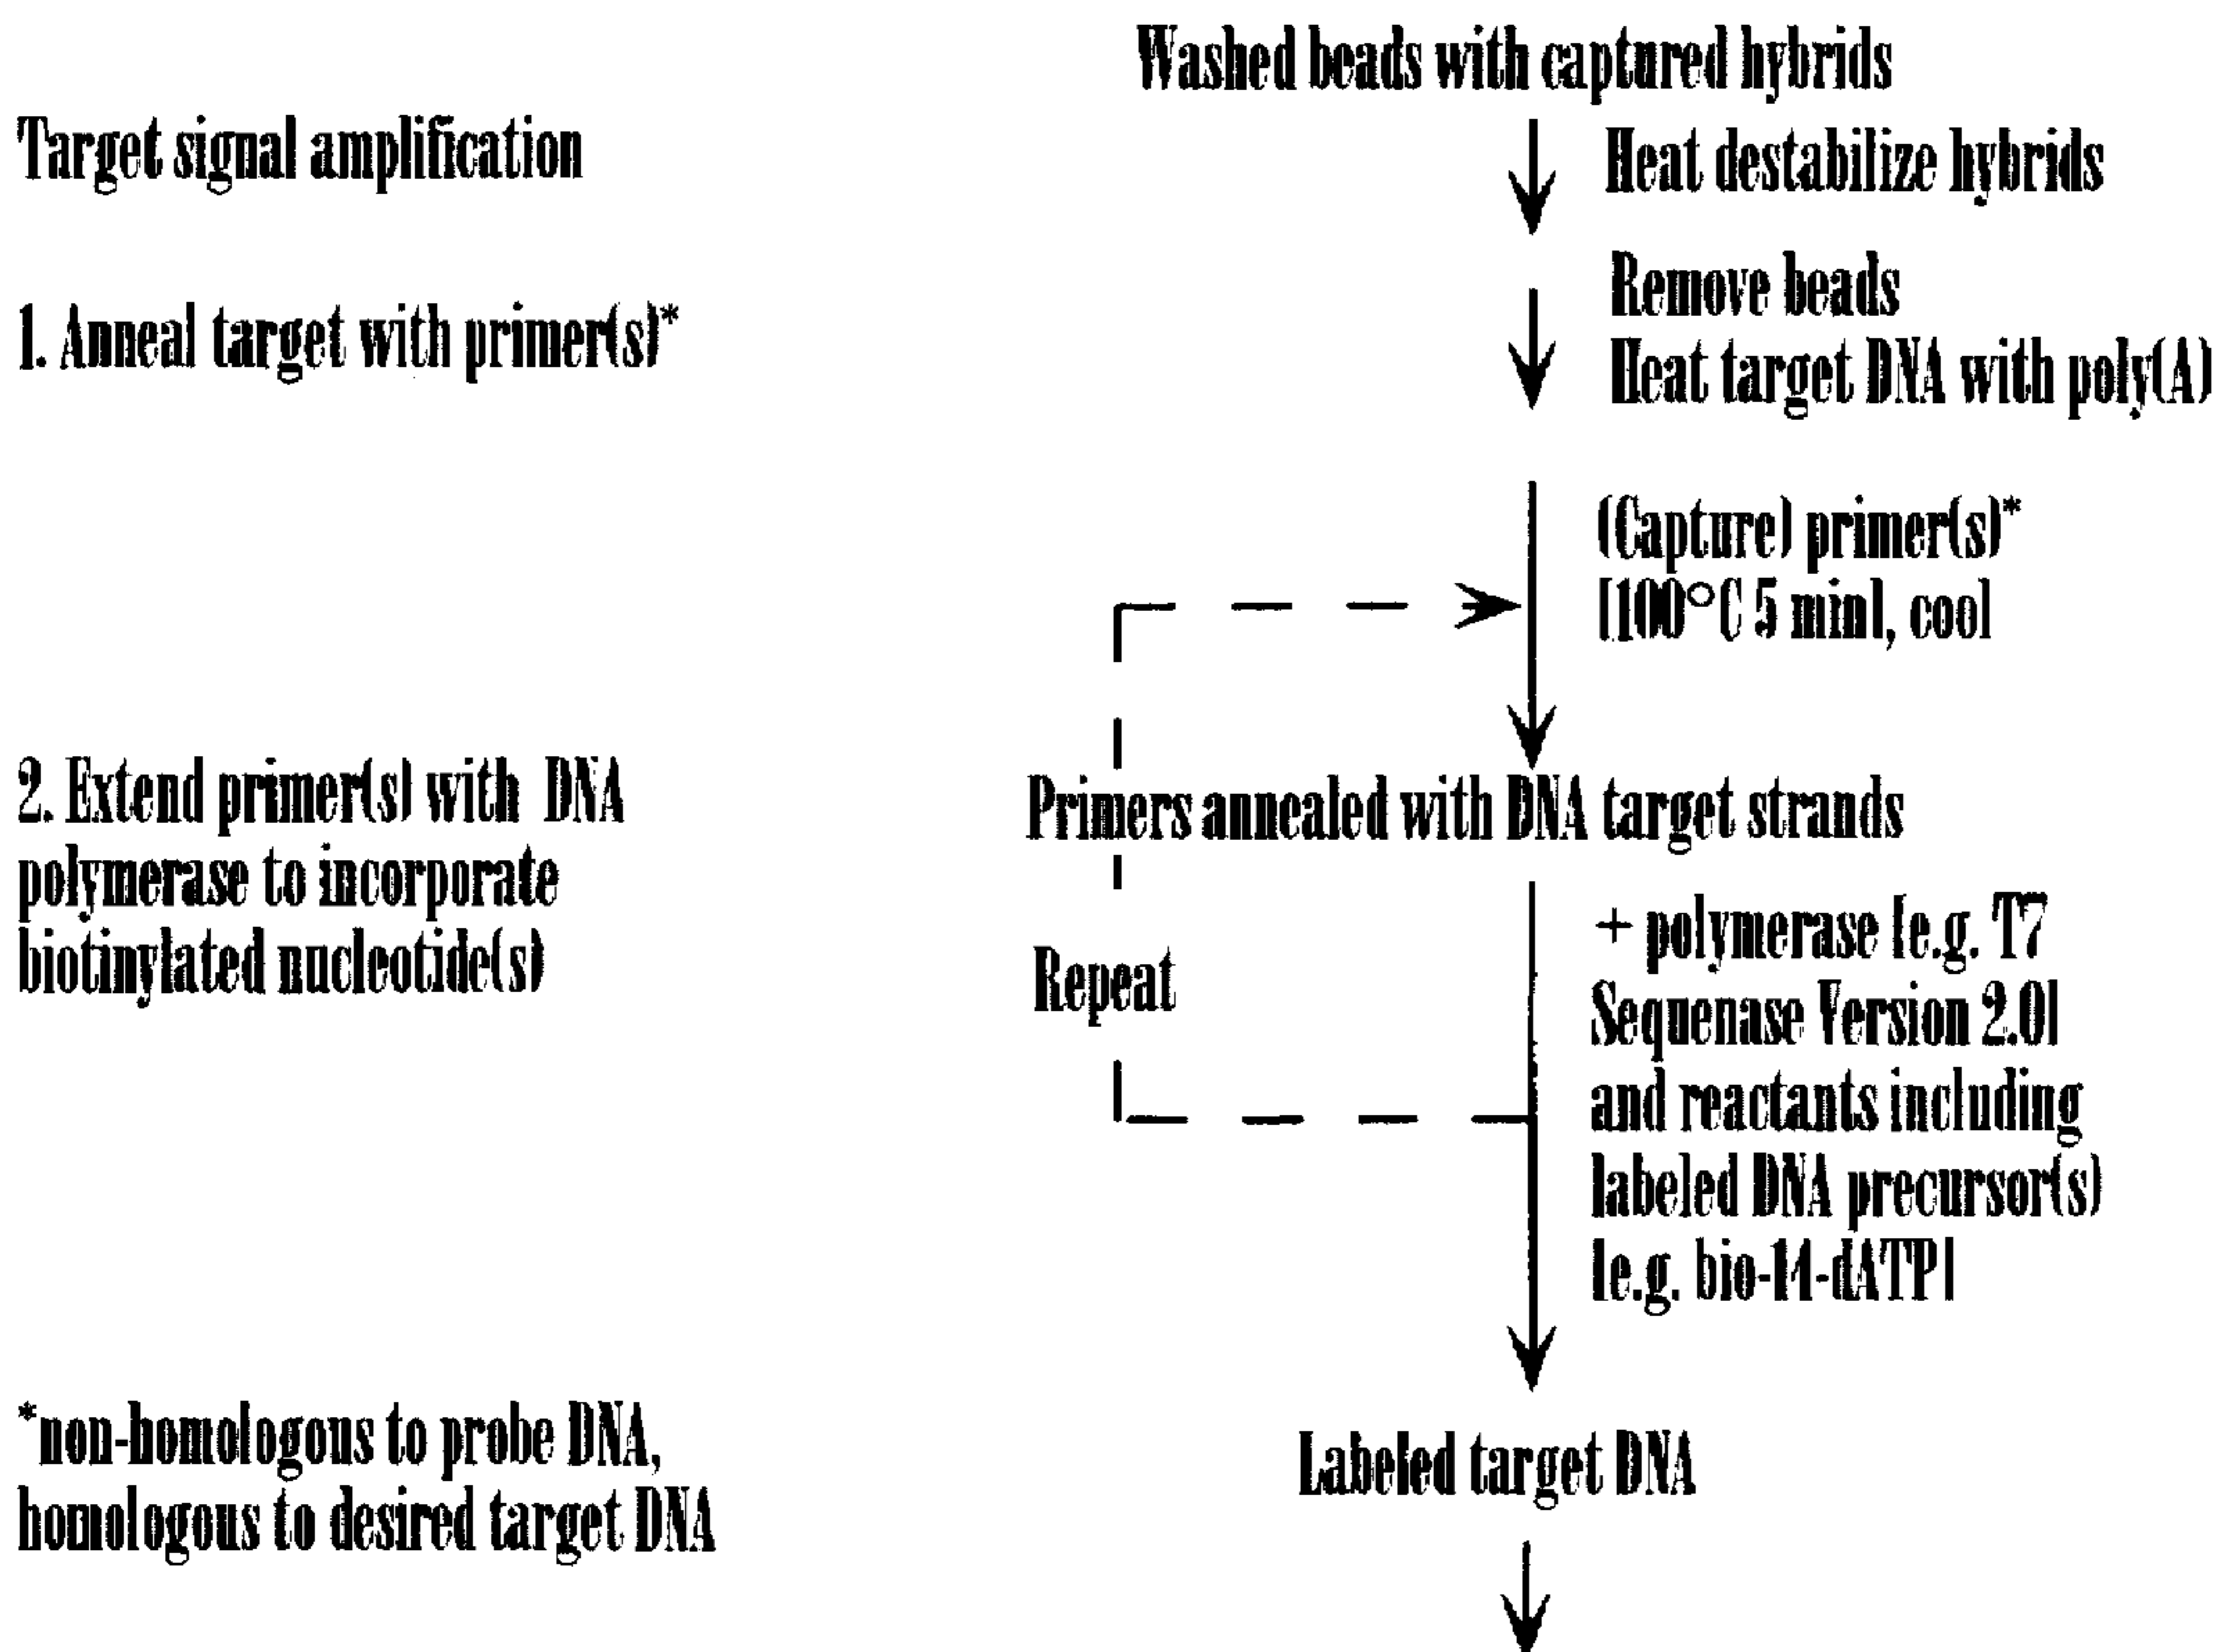 Washed beads with captured hybrids
Target signal amplification
Heat destabilize hybrids
1. Anneal target with primer(s)*
Remove beads
Heat target DNA with poly(A)
(Capture) primer(s)*
[100°C 5 min], cool
2. Extend primer(s) with DNA
polymerase to incorporate
biotinylated nucleotide(s)
Primers annealed with DNA target strands
Repeat
+ polymerase [e.g. T7
Sequenase Version 2.0]
and reactants including
labeled DNA precursor(s)
[e.g. bio-14-dATP]
*non-homologous to probe DNA,
homologous to desired target DNA
Labeled target DNA